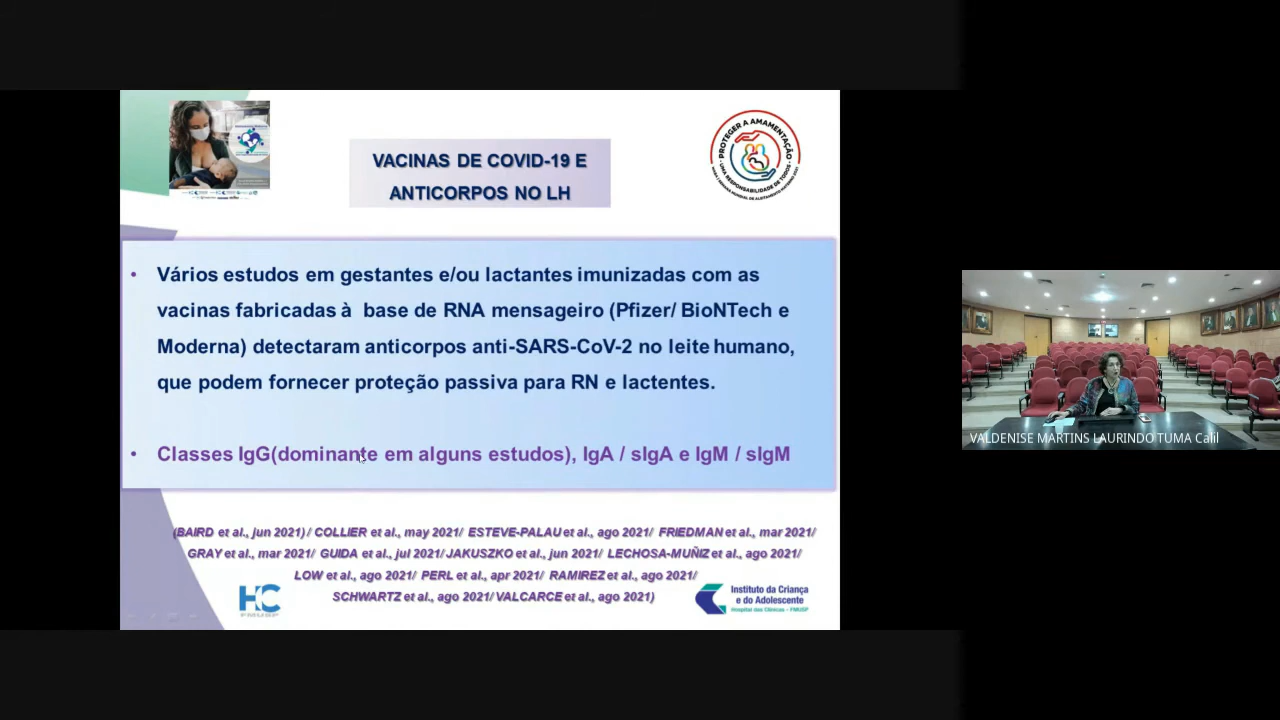 VACINAS DE COVID-19 E
ANTICORPOS NO LH
PROTEGER A AMAMENTAÇÃO
UMA RESPONSABILIDADE DE TODOS
• Vários estudos em gestantes e/ou lactantes imunizadas com as
vacinas fabricadas à base de RNA mensageiro (Pfizer/ BioNTech e
Moderna) detectaram anticorpos anti-SARS-CoV-2 no leite humano,
que podem fornecer proteção passiva para RN e lactentes.
• Classes IgG(dominante em alguns estudos), IgA / sIgA e IgM / sIgM
(BAIRD et al., jun 2021) / COLLIER et al., may 2021/ ESTEVE-PALAU et al., ago 2021/ FRIEDMAN et al., mar 2021/
GRAY et al., mar 2021/ GUIDA et al., jul 2021/ JAKUSZKO et al., jun 2021/ LECHOSA-MUÑIZ et al., ago 2021/
LOW et al., ago 2021/ PERL et al., apr 2021/ RAMIREZ et al., ago 2021/
SCHWARTZ et al., ago 2021/ VALCARCE et al., ago 2021)
HC
FMUSP
Instituto da Criança
e do Adolescente
Hospital das Clínicas - FMUSP
VALDENISE MARTINS LAURINDO TUMA Calil